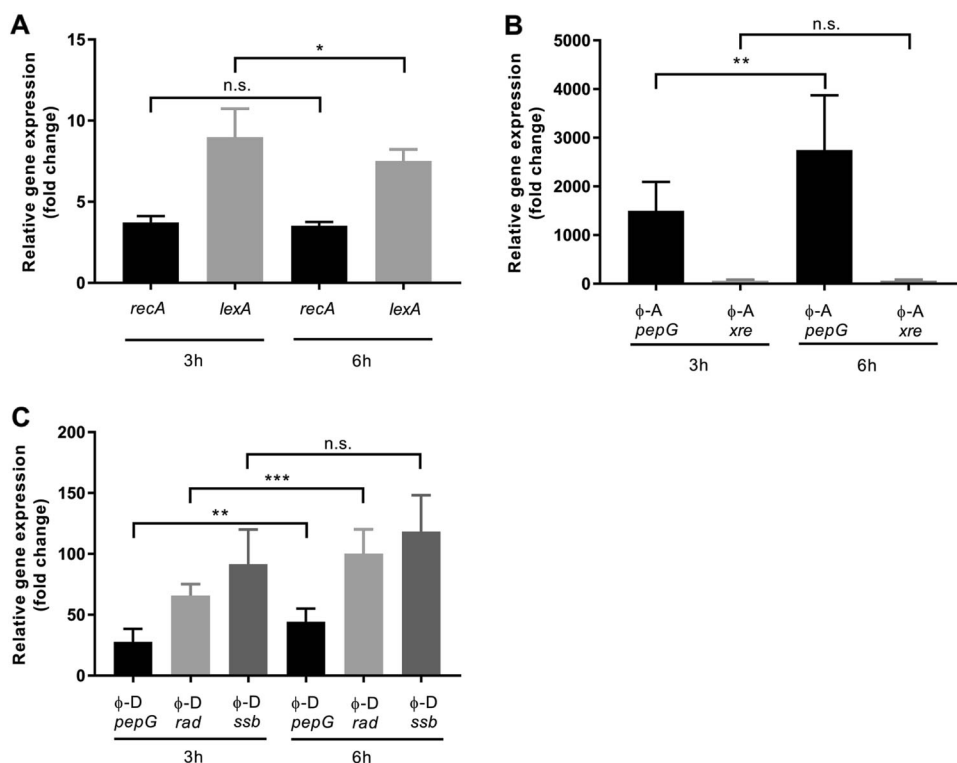 A
Relative gene expression
(fold change)
15
10
5
0
*
n.s.
recA lexA recA lexA
3h 6h
B
Relative gene expression
(fold change)
5000
4000
3000
2000
1000
0
n.s.
**
ϕ-A ϕ-A ϕ-A ϕ-A
pepG xre pepG xre
3h 6h
C
Relative gene expression
(fold change)
200
150
100
50
0
n.s.
***
**
ϕ-D ϕ-D ϕ-D ϕ-D ϕ-D ϕ-D
pepG rad ssb pepG rad ssb
3h 6h